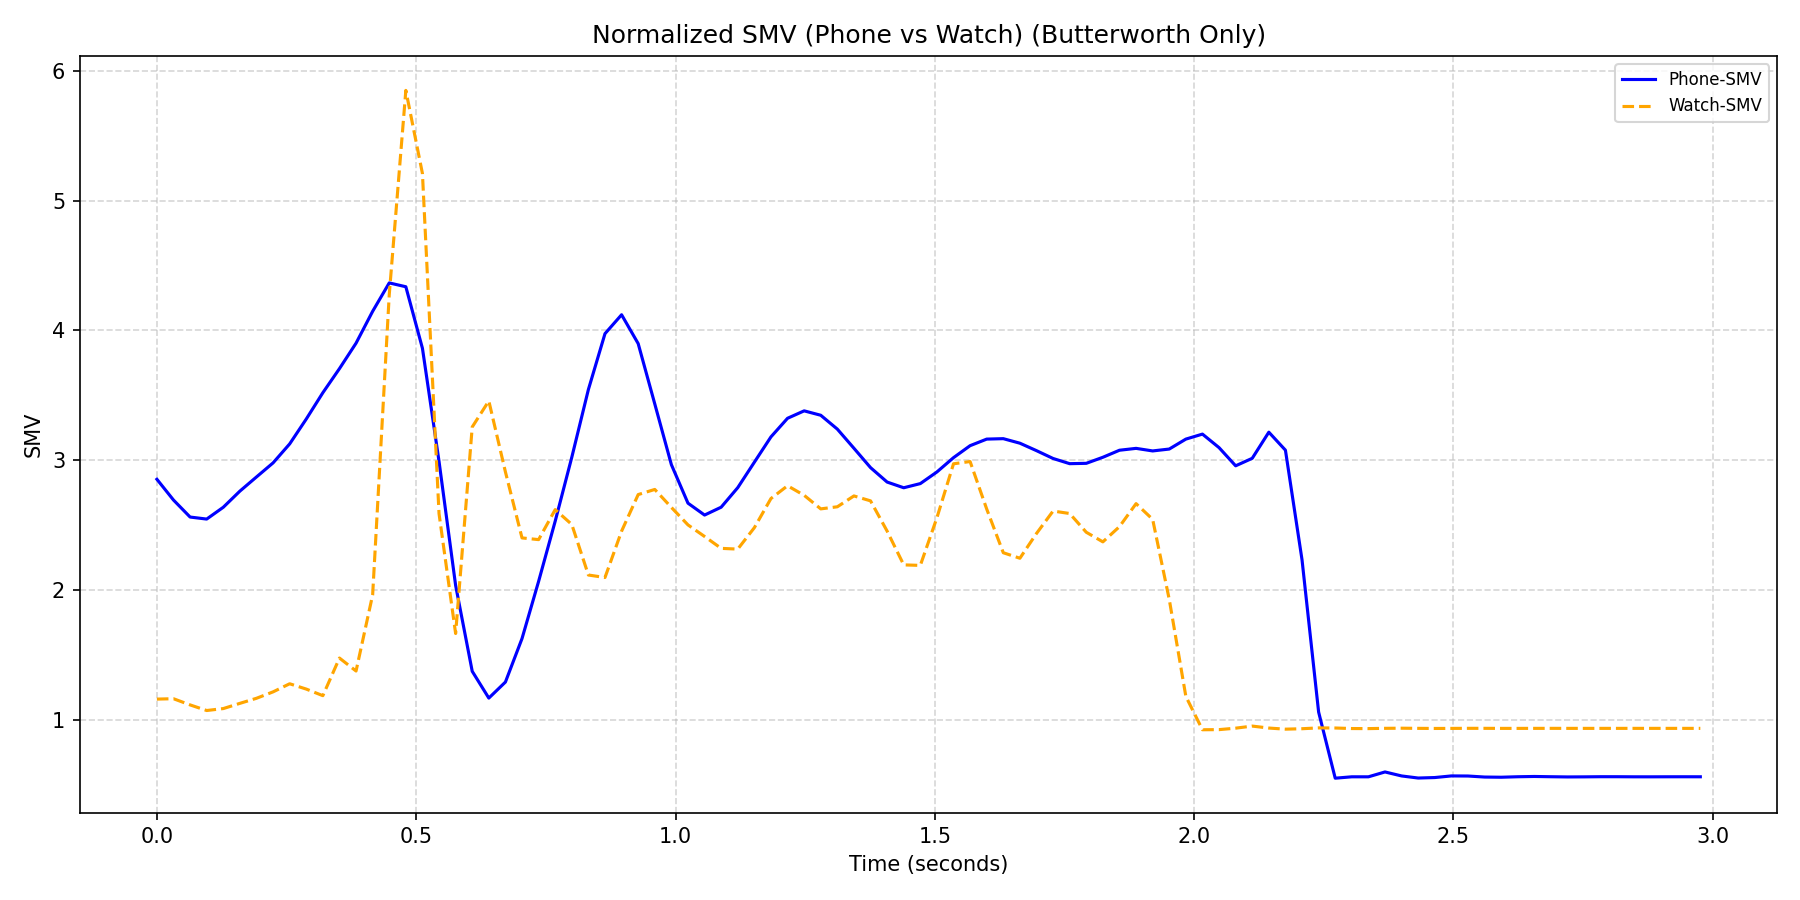 Normalized SMV (Phone vs Watch) (Butterworth Only)
Phone-SMV
Watch-SMV
SMV
6
5
4
3
2
1
0.0 0.5 1.0 1.5 2.0 2.5 3.0
Time (seconds)